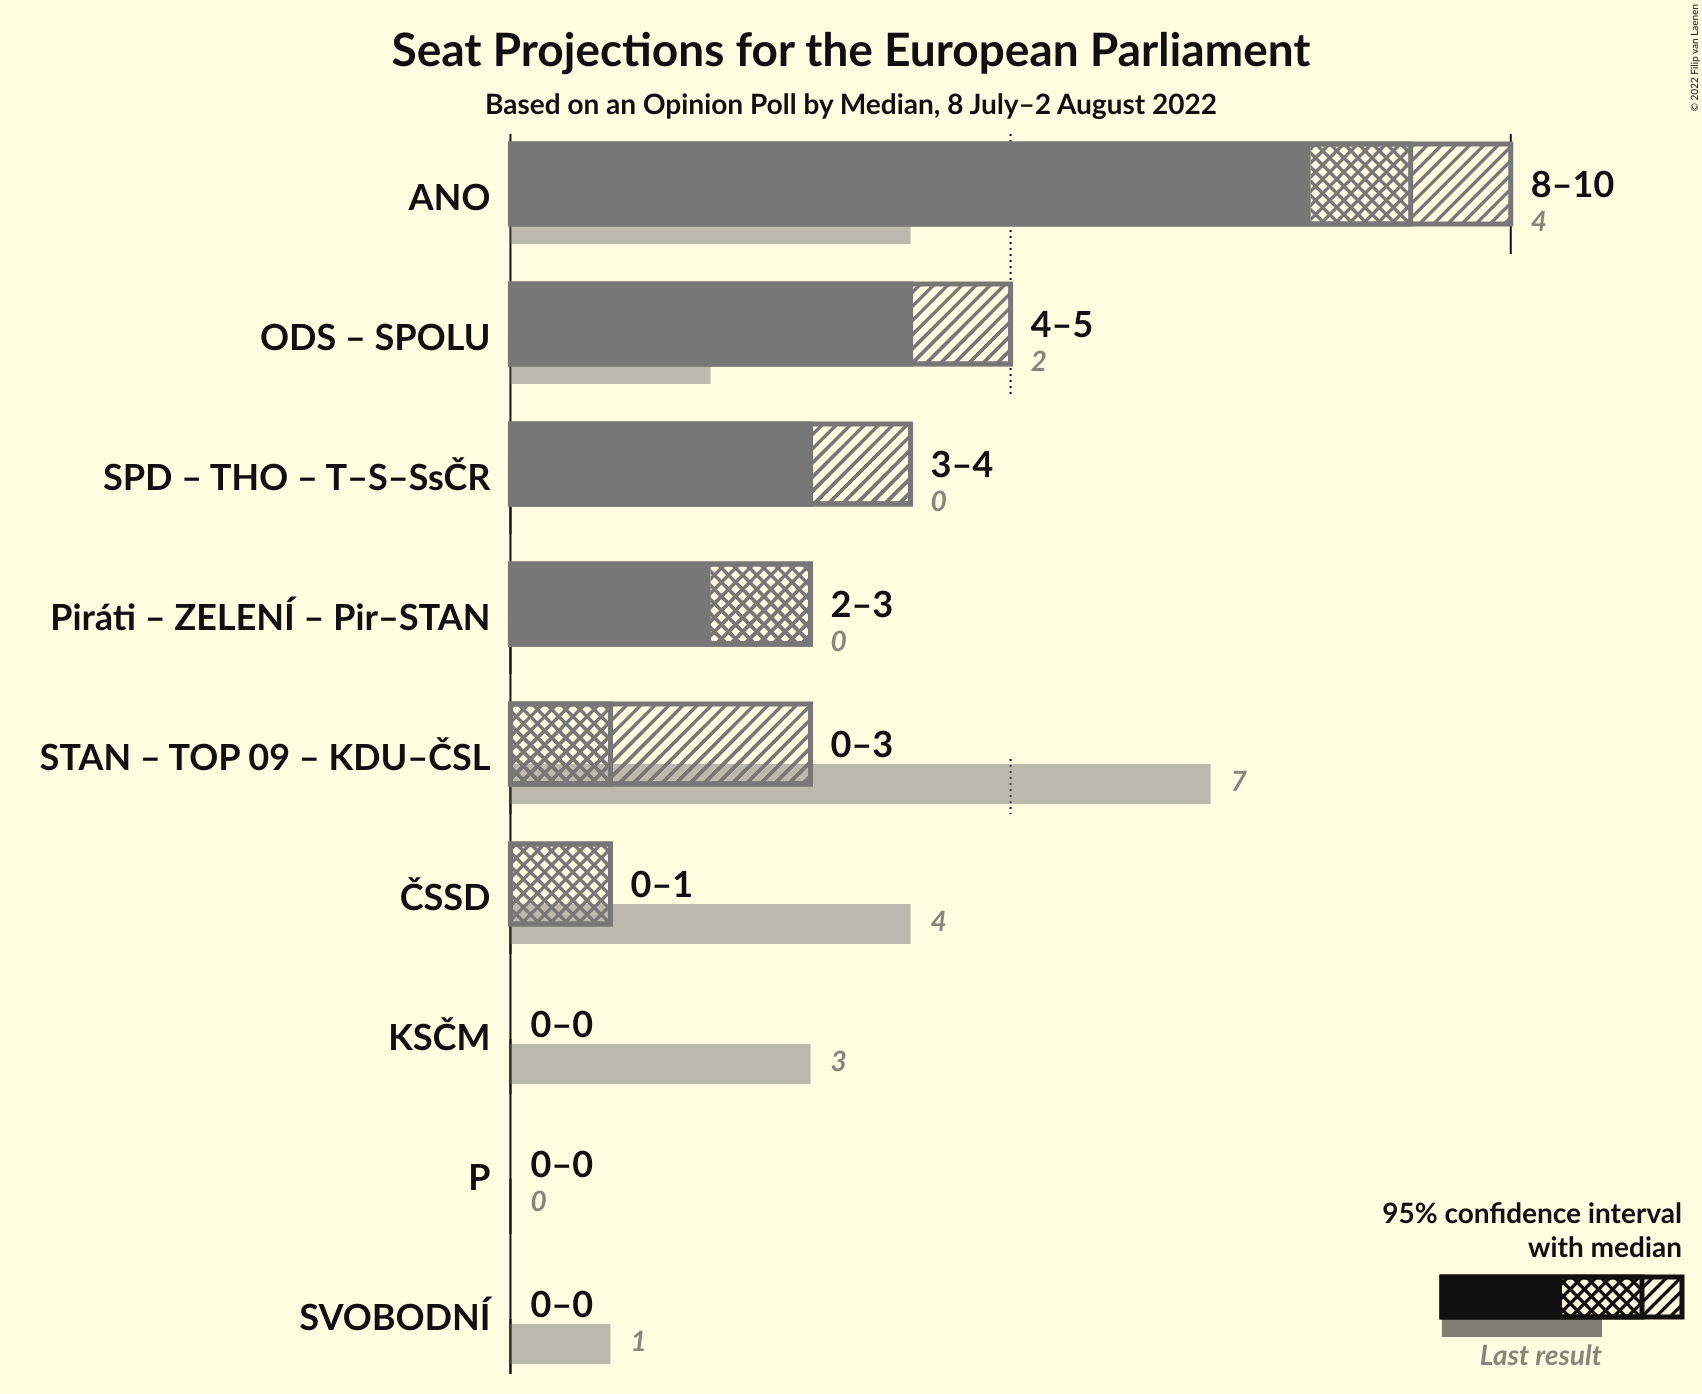 Seat Projections for the European Parliament
Based on an Opinion Poll by Median, 8 July–2 August 2022
© 2022 Filip van Laenen
ANO
8–10
4
ODS – SPOLU
4–5
2
SPD – THO – T–S–SsČR
3–4
0
Piráti – ZELENÍ – Pir–STAN
2–3
0
STAN – TOP 09 – KDU–ČSL
0–3
7
ČSSD
0–1
4
KSČM
0–0
3
P
0–0
0
SVOBODNÍ
0–0
1
95% confidence interval
with median
Last result